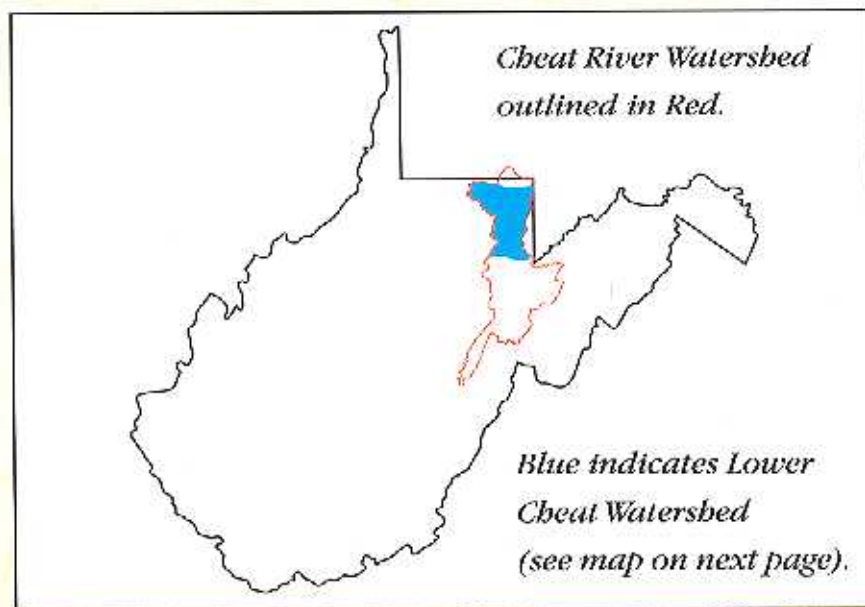 Cheat River Watershed
outlined in Red.
Blue indicates Lower
Cheat Watershed
(see map on next page).